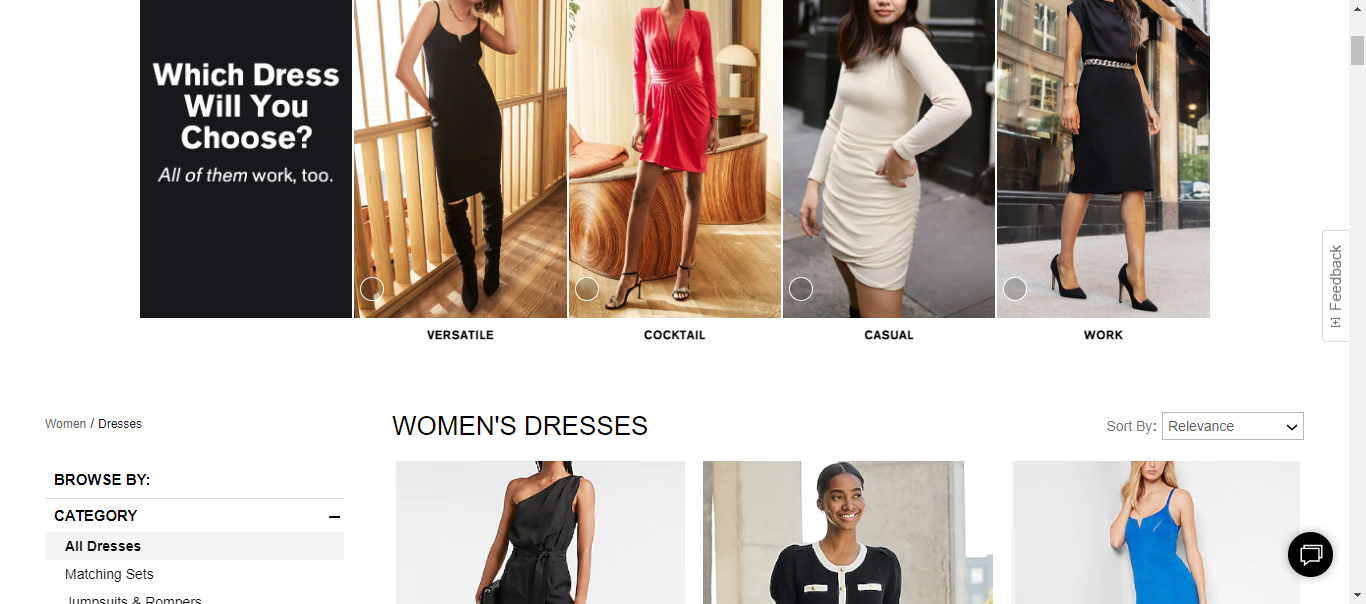 Which Dress
Will You
Choose?
All of them work, too.
VERSATILE
COCKTAIL
CASUAL
WORK
[+] Feedback
Women / Dresses
WOMEN'S DRESSES
Sort By: Relevance
BROWSE BY:
CATEGORY
All Dresses
Matching Sets
Jumpsuits & Rompers